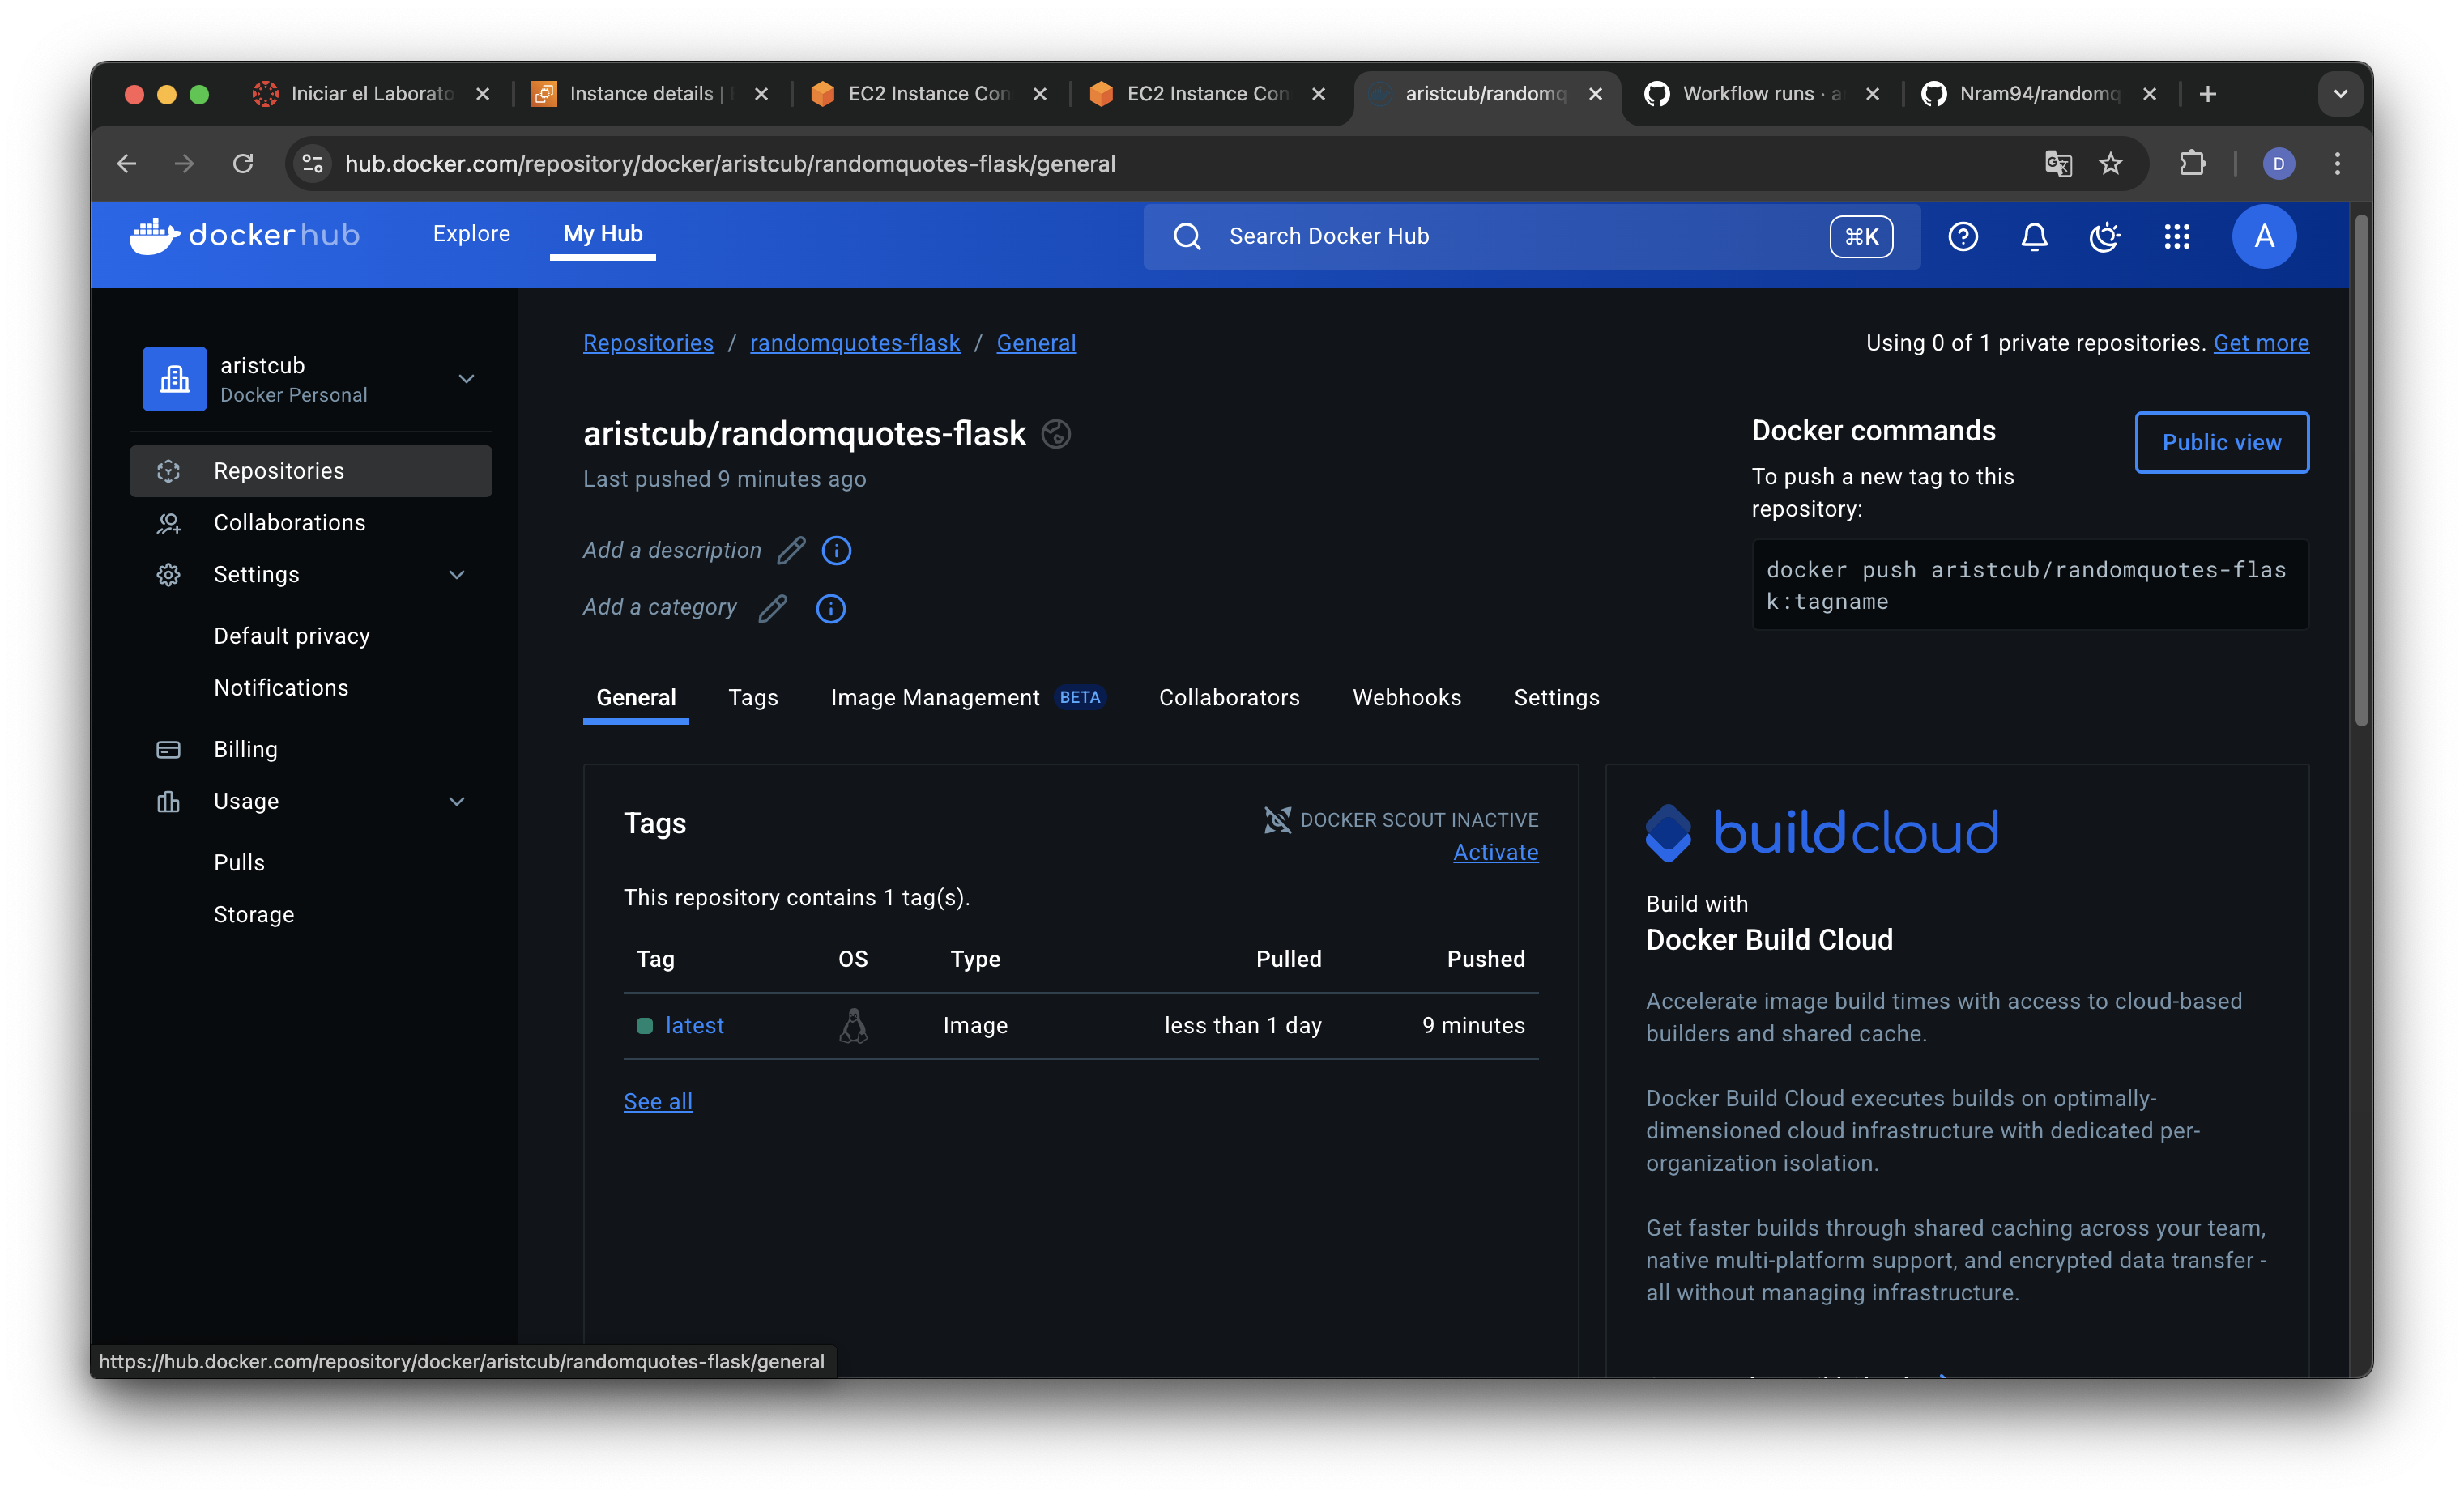 Iniciar el Laborato
Instance details |
EC2 Instance Con
EC2 Instance Con
aristcub/randomq
Workflow runs · a
Nram94/randomq
hub.docker.com/repository/docker/aristcub/randomquotes-flask/general
D
dockerhub
Explore
My Hub
Search Docker Hub
⌘K
A
aristcub
Docker Personal
Repositories
Collaborations
Settings
Default privacy
Notifications
Billing
Usage
Pulls
Storage
Repositories / randomquotes-flask / General
Using 0 of 1 private repositories. Get more
aristcub/randomquotes-flask
Last pushed 9 minutes ago
Add a description
Add a category
Docker commands
Public view
To push a new tag to this
repository:
docker push aristcub/randomquotes-flas
k:tagname
General
Tags
Image Management BETA
Collaborators
Webhooks
Settings
Tags
DOCKER SCOUT INACTIVE
Activate
This repository contains 1 tag(s).
Tag OS Type Pulled Pushed
latest Image less than 1 day 9 minutes
See all
buildcloud
Build with
Docker Build Cloud
Accelerate image build times with access to cloud-based
builders and shared cache.
Docker Build Cloud executes builds on optimally-
dimensioned cloud infrastructure with dedicated per-
organization isolation.
Get faster builds through shared caching across your team,
native multi-platform support, and encrypted data transfer -
all without managing infrastructure.
https://hub.docker.com/repository/docker/aristcub/randomquotes-flask/general